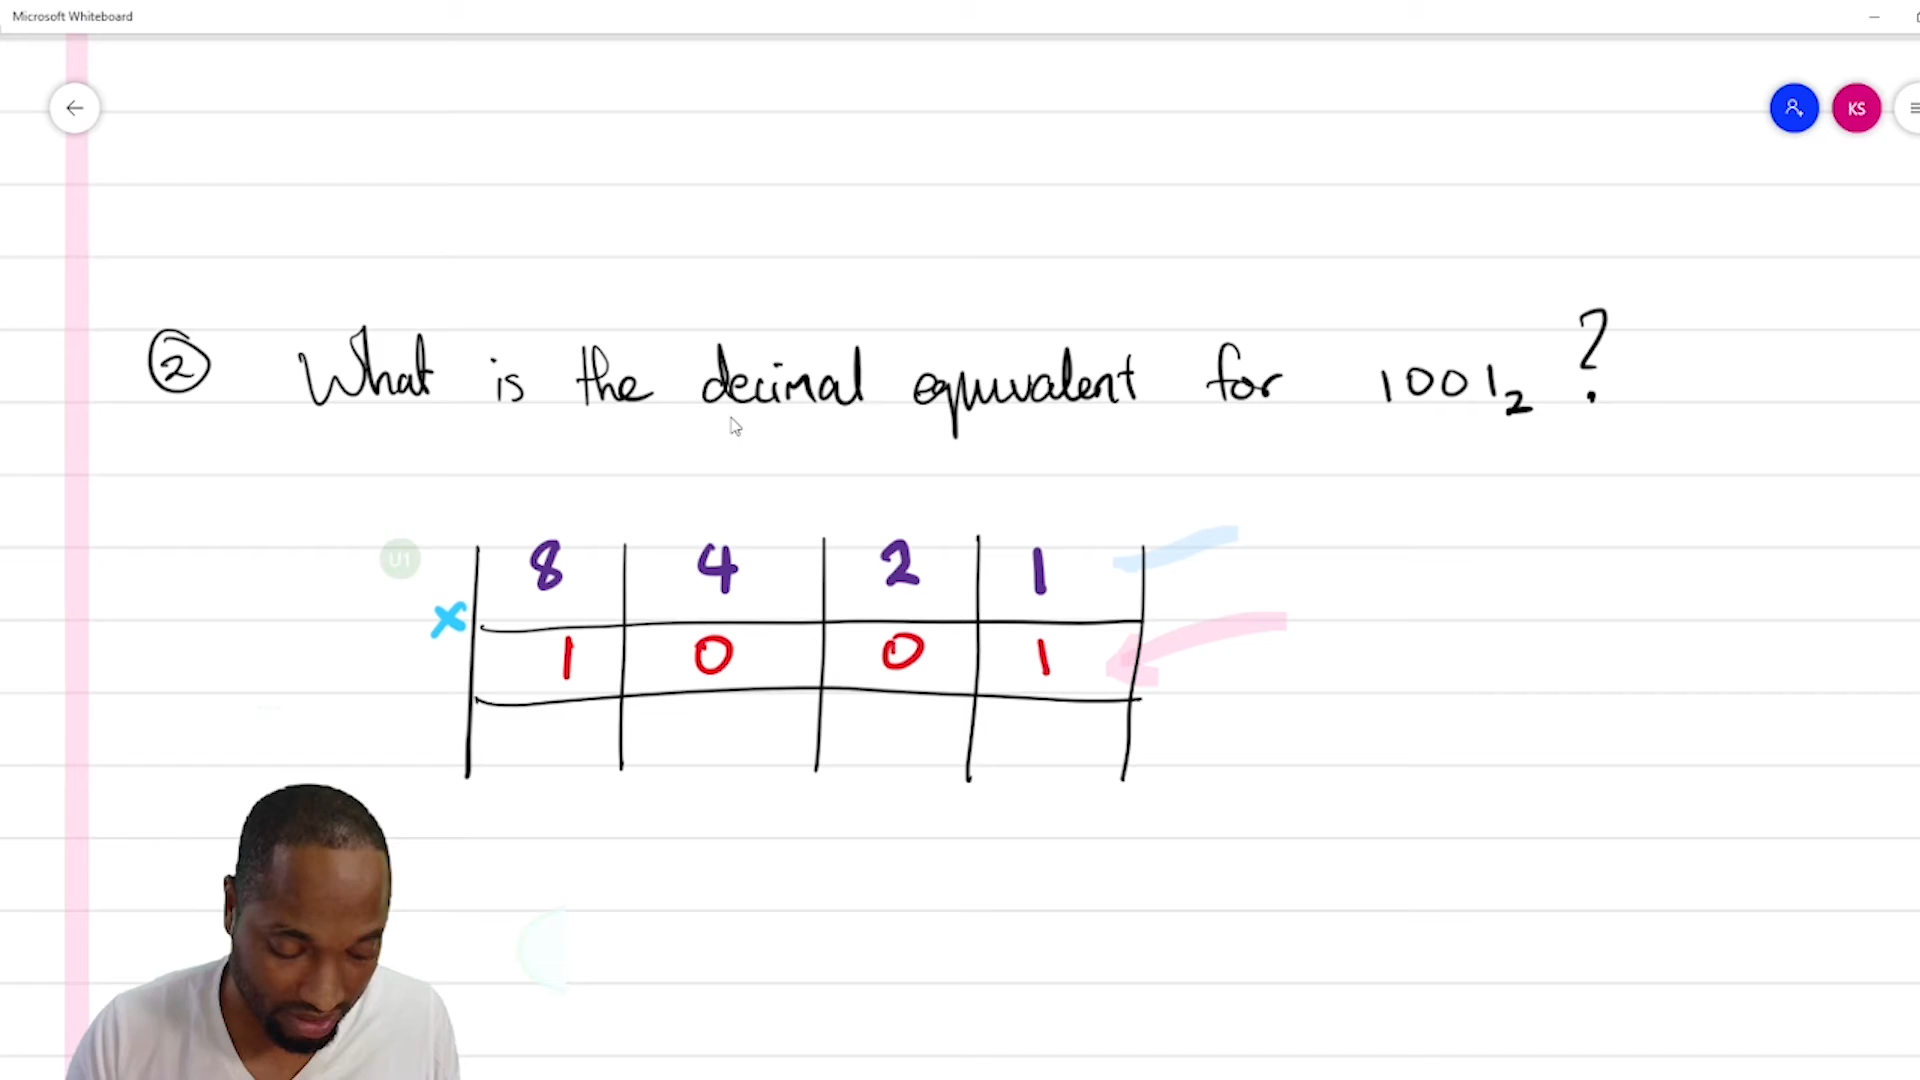 Microsoft Whiteboard
KS
② What is the decimal equivalent for 1001₂ ?
U1
8 4 2 1
×
1 0 0 1